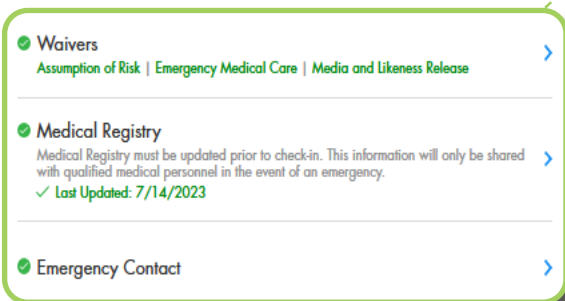 Waivers
Assumption of Risk | Emergency Medical Care | Media and Likeness Release
Medical Registry
Medical Registry must be updated prior to check-in. This information will only be shared
with qualified medical personnel in the event of an emergency.
Last Updated: 7/14/2023
Emergency Contact